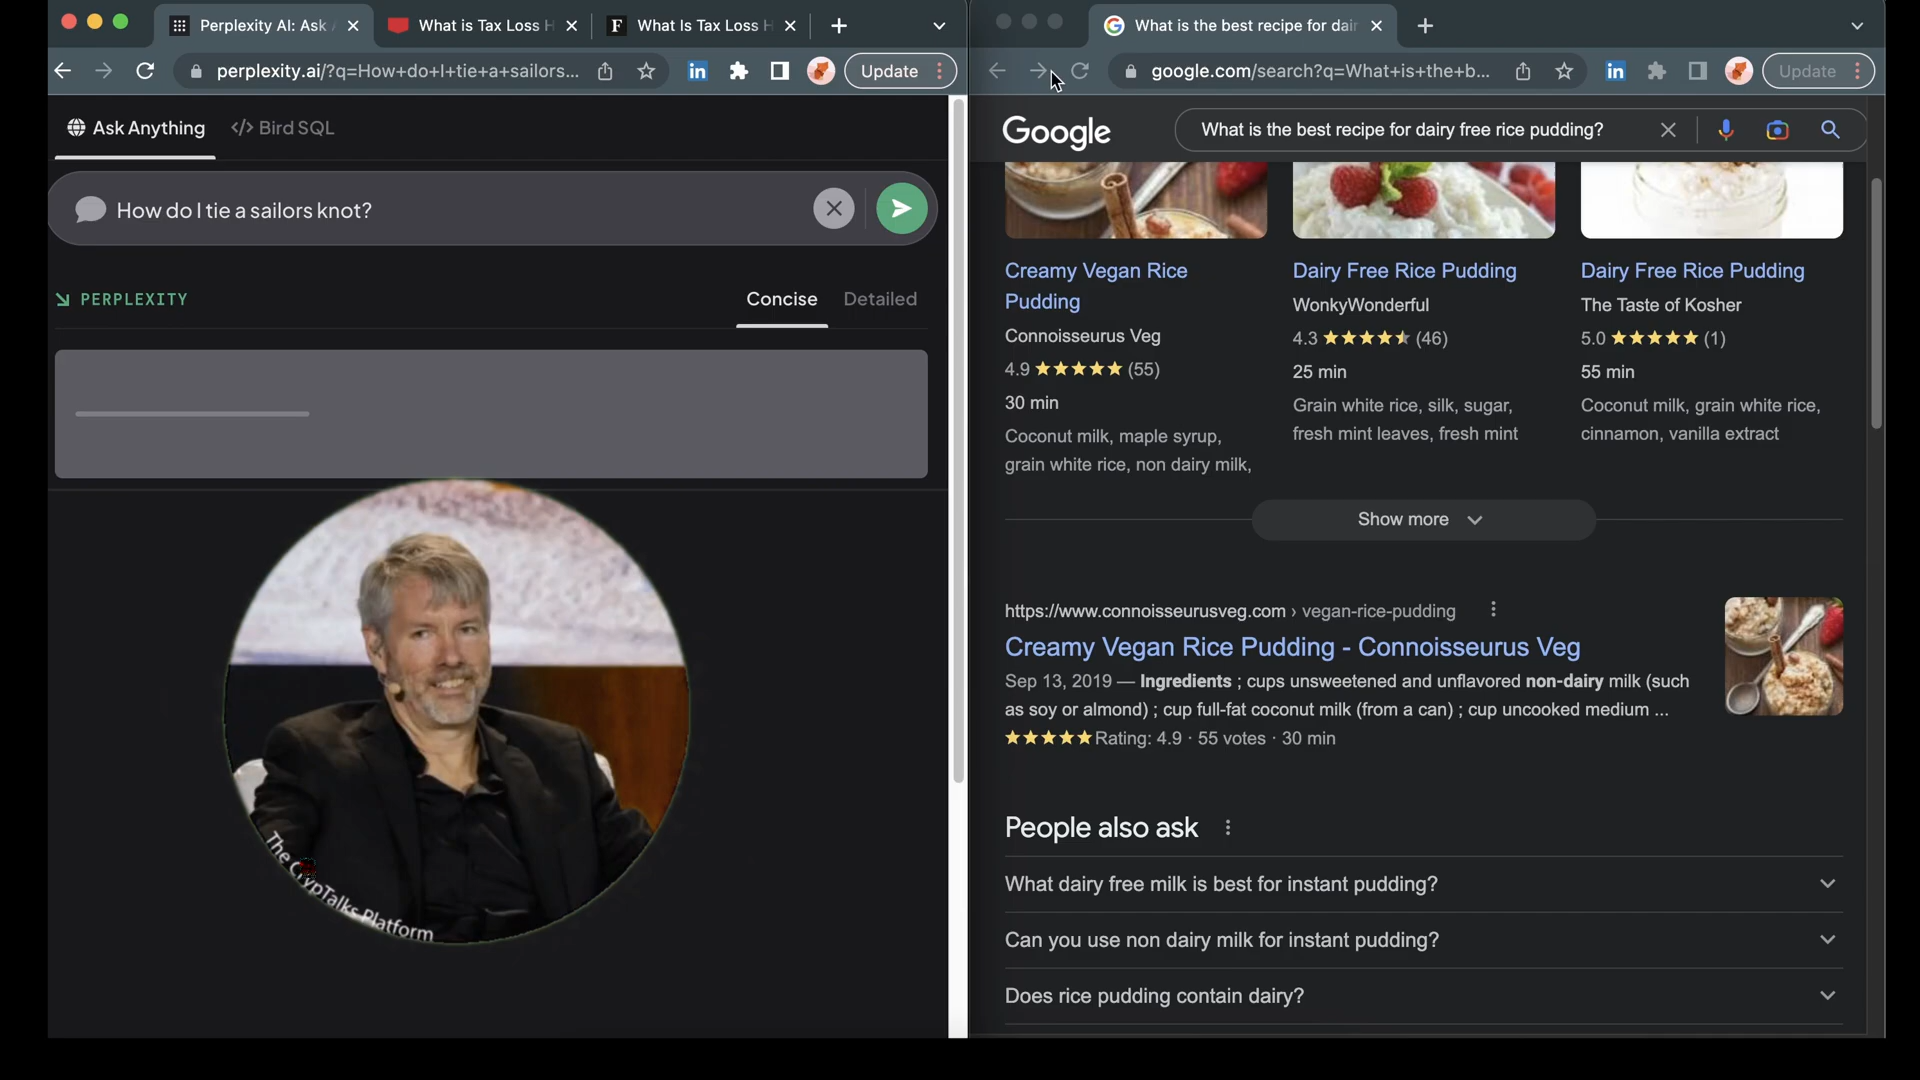 Perplexity AI: Ask
What is Tax Loss H
What Is Tax Loss H
perplexity.ai/?q=How+do+I+tie+a+sailors...
Update
Ask Anything
</> Bird SQL
How do I tie a sailors knot?
PERPLEXITY
Concise
Detailed
The CrypTalks Platform
What is the best recipe for dair
google.com/search?q=What+is+the+b...
Update
Google
What is the best recipe for dairy free rice pudding?
Creamy Vegan Rice
Pudding
Connoisseurus Veg
4.9 ★★★★★ (55)
30 min
Coconut milk, maple syrup,
grain white rice, non dairy milk,
Dairy Free Rice Pudding
WonkyWonderful
4.3 ★★★★★ (46)
25 min
Grain white rice, silk, sugar,
fresh mint leaves, fresh mint
Dairy Free Rice Pudding
The Taste of Kosher
5.0 ★★★★★ (1)
55 min
Coconut milk, grain white rice,
cinnamon, vanilla extract
Show more
https://www.connoisseurusveg.com › vegan-rice-pudding
Creamy Vegan Rice Pudding - Connoisseurus Veg
Sep 13, 2019 — Ingredients ; cups unsweetened and unflavored non-dairy milk (such
as soy or almond) ; cup full-fat coconut milk (from a can) ; cup uncooked medium ...
★★★★★ Rating: 4.9 · 55 votes · 30 min
People also ask
What dairy free milk is best for instant pudding?
Can you use non dairy milk for instant pudding?
Does rice pudding contain dairy?